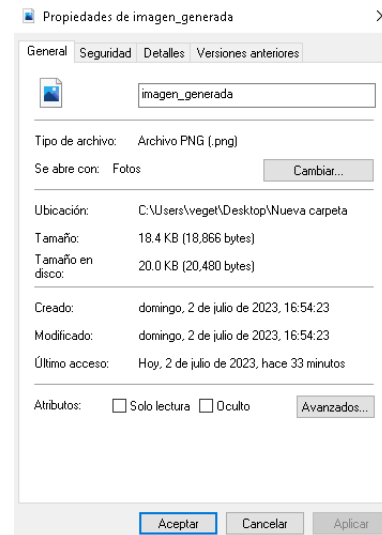 Propiedades de imagen_generada
General Seguridad Detalles Versiones anteriores
imagen_generada
Tipo de archivo: Archivo PNG (.png)
Se abre con: Fotos Cambiar...
Ubicación: C:\Users\veget\Desktop\Nueva carpeta
Tamaño: 18.4 KB (18,866 bytes)
Tamaño en disco: 20.0 KB (20,480 bytes)
Creado: domingo, 2 de julio de 2023, 16:54:23
Modificado: domingo, 2 de julio de 2023, 16:54:23
Último acceso: Hoy, 2 de julio de 2023, hace 33 minutos
Atributos: Solo lectura Oculto Avanzados...
Aceptar Cancelar Aplicar